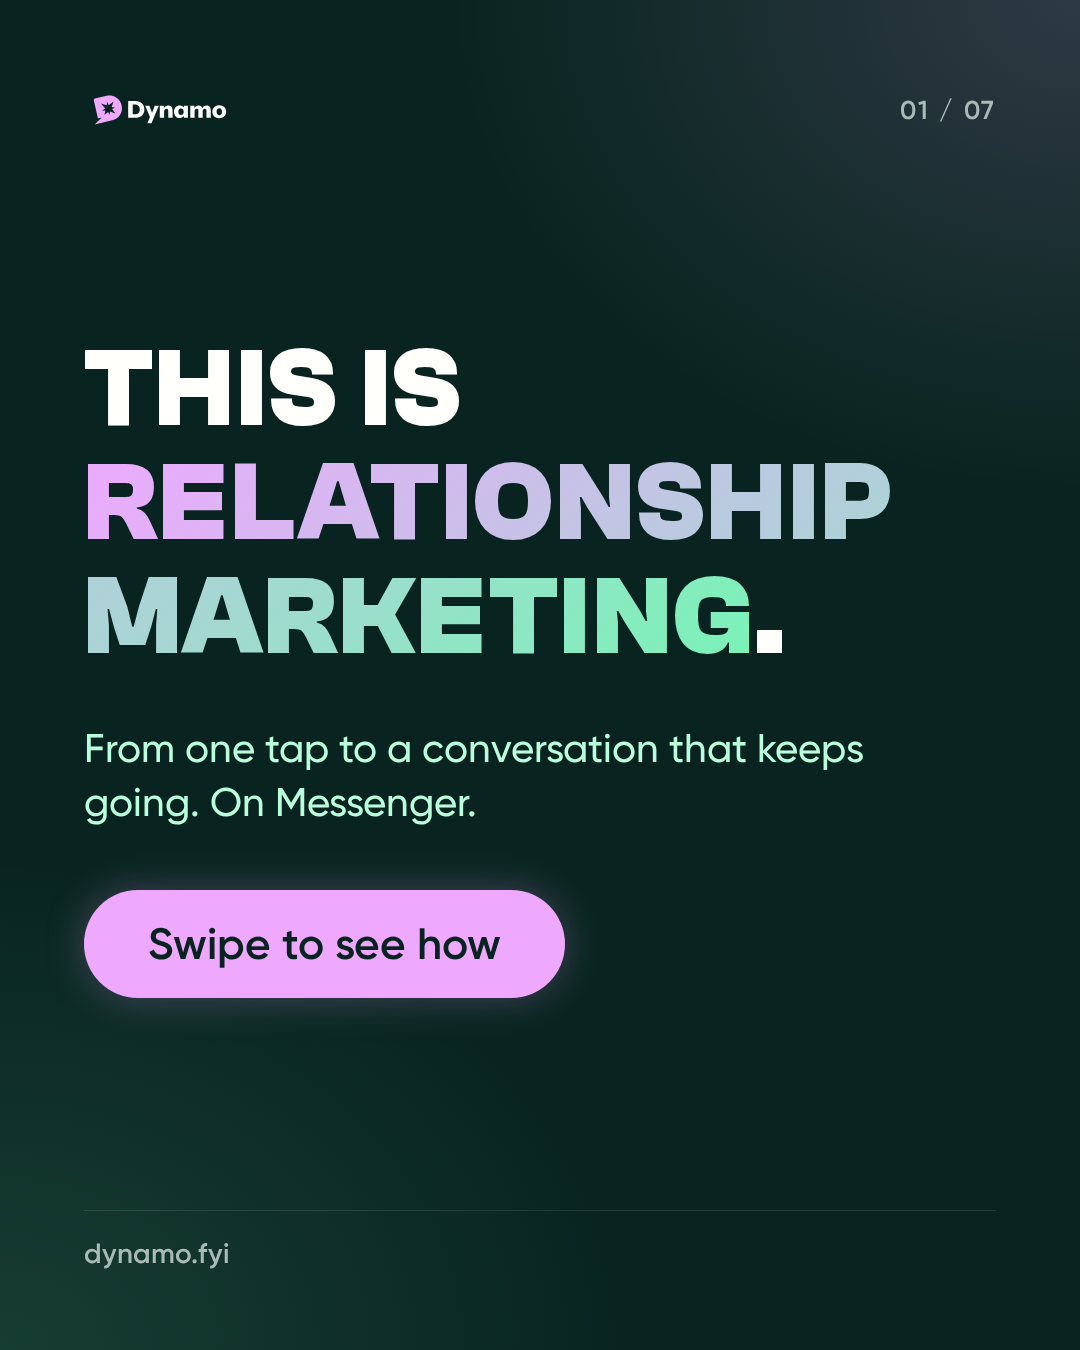 Dynamo
01 / 07
THIS IS
RELATIONSHIP
MARKETING.
From one tap to a conversation that keeps
going. On Messenger.
Swipe to see how
dynamo.fyi